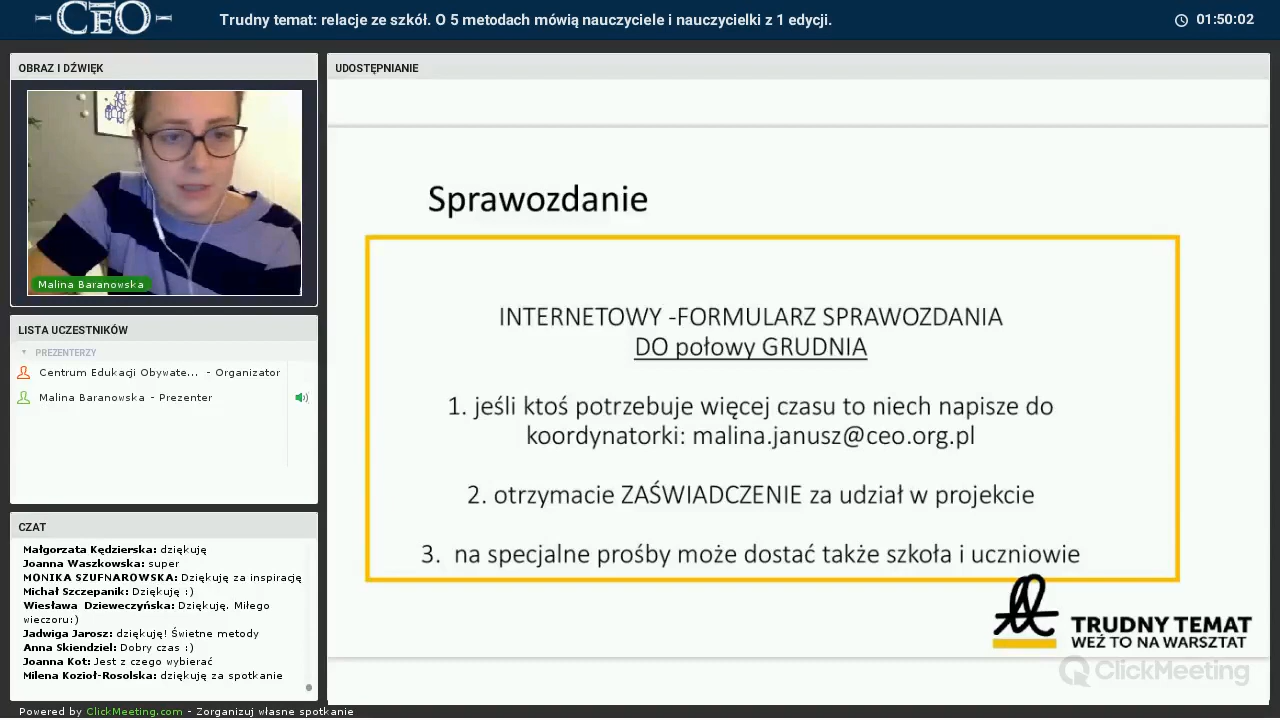 CEO
Trudny temat: relacje ze szkół. O 5 metodach mówią nauczyciele i nauczycielki z 1 edycji.
01:50:02
OBRAZ I DŹWIĘK
Malina Baranowska
LISTA UCZESTNIKÓW
PREZENTERZY
Centrum Edukacji Obywate... - Organizator
Malina Baranowska - Prezenter
CZAT
Małgorzata Kędzierska: dziękuję
Joanna Waszkowska: super
MONIKA SZUFNAROWSKA: Dziękuję za inspirację
Michał Szczepanik: Dziękuję :)
Wiesława Dzieweczyńska: Dziękuję. Miłego
wieczoru:)
Jadwiga Jarosz: dziękuję! Świetne metody
Anna Skiendziel: Dobry czas :)
Joanna Kot: Jest z czego wybierać
Milena Kozioł-Rosolska: dziękuję za spotkanie
UDOSTĘPNIANIE
Sprawozdanie
INTERNETOWY -FORMULARZ SPRAWOZDANIA
DO połowy GRUDNIA
1. jeśli ktoś potrzebuje więcej czasu to niech napisze do
koordynatorki: malina.janusz@ceo.org.pl
2. otrzymacie ZAŚWIADCZENIE za udział w projekcie
3. na specjalne prośby może dostać także szkoła i uczniowie
TRUDNY TEMAT
WEŹ TO NA WARSZTAT
ClickMeeting
Powered by ClickMeeting.com - Zorganizuj własne spotkanie